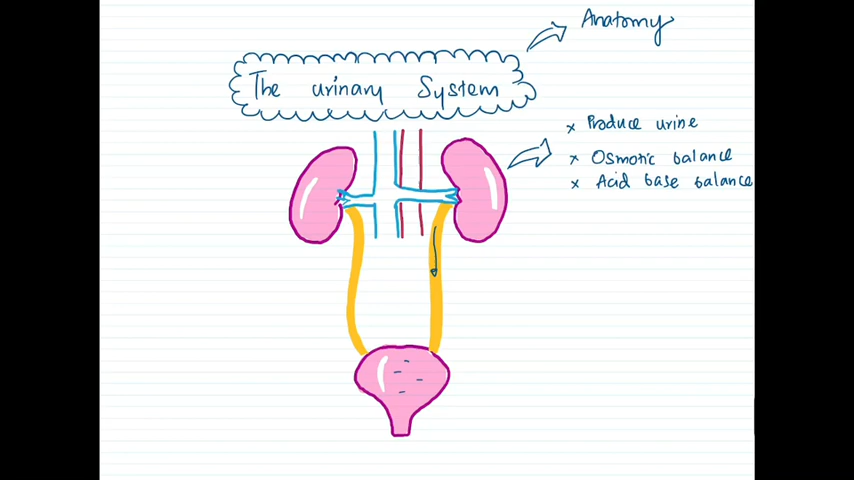 Anatomy
The urinary System
x Produce urine
x Osmotic balance
x Acid base balance